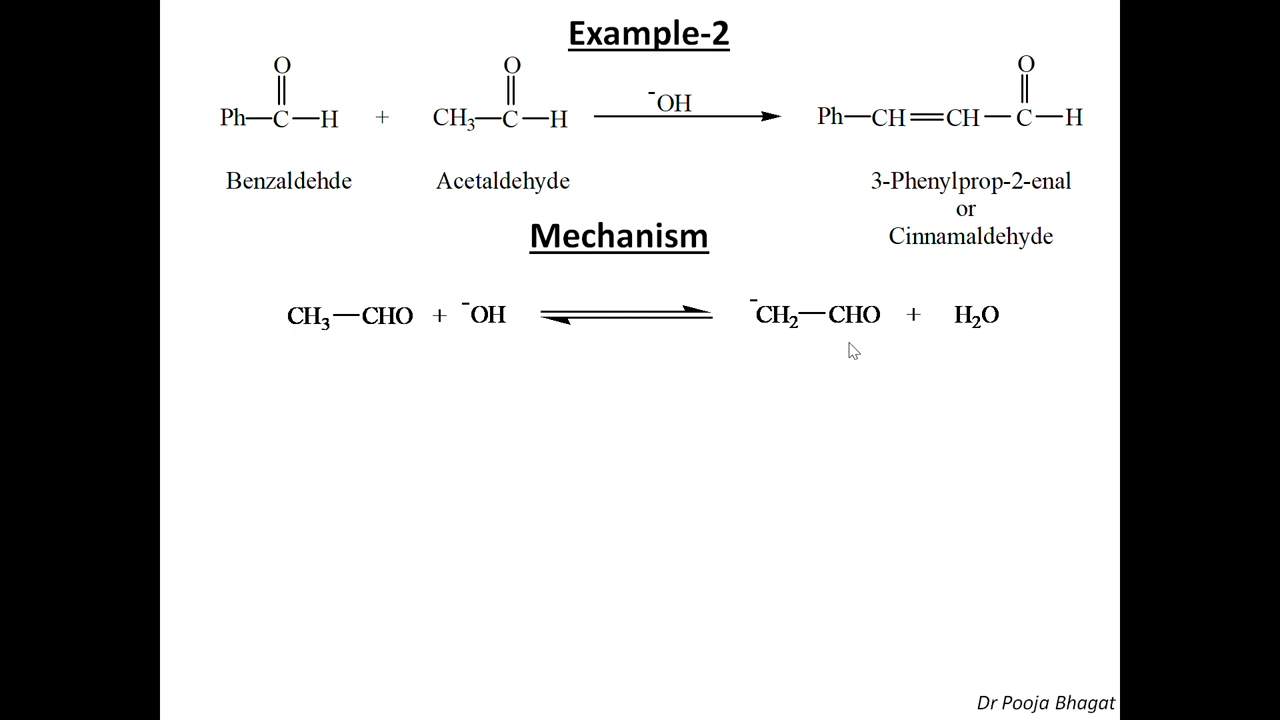 Example-2
O O O
Ph—C—H + CH₃—C—H ⁻OH Ph—CH=CH—C—H
Benzaldehde Acetaldehyde 3-Phenylprop-2-enal
or
Cinnamaldehyde
Mechanism
CH₃—CHO + ⁻OH ⇌ ⁻CH₂—CHO + H₂O
Dr Pooja Bhagat